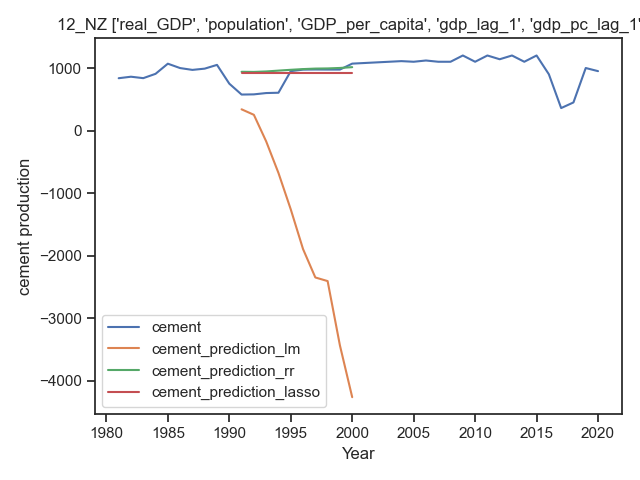 12_NZ ['real_GDP', 'population', 'GDP_per_capita', 'gdp_lag_1', 'gdp_pc_lag_1'
1000
0
−1000
−2000
−3000
−4000
cement production
cement
cement_prediction_lm
cement_prediction_rr
cement_prediction_lasso
1980 1985 1990 1995 2000 2005 2010 2015 2020
Year